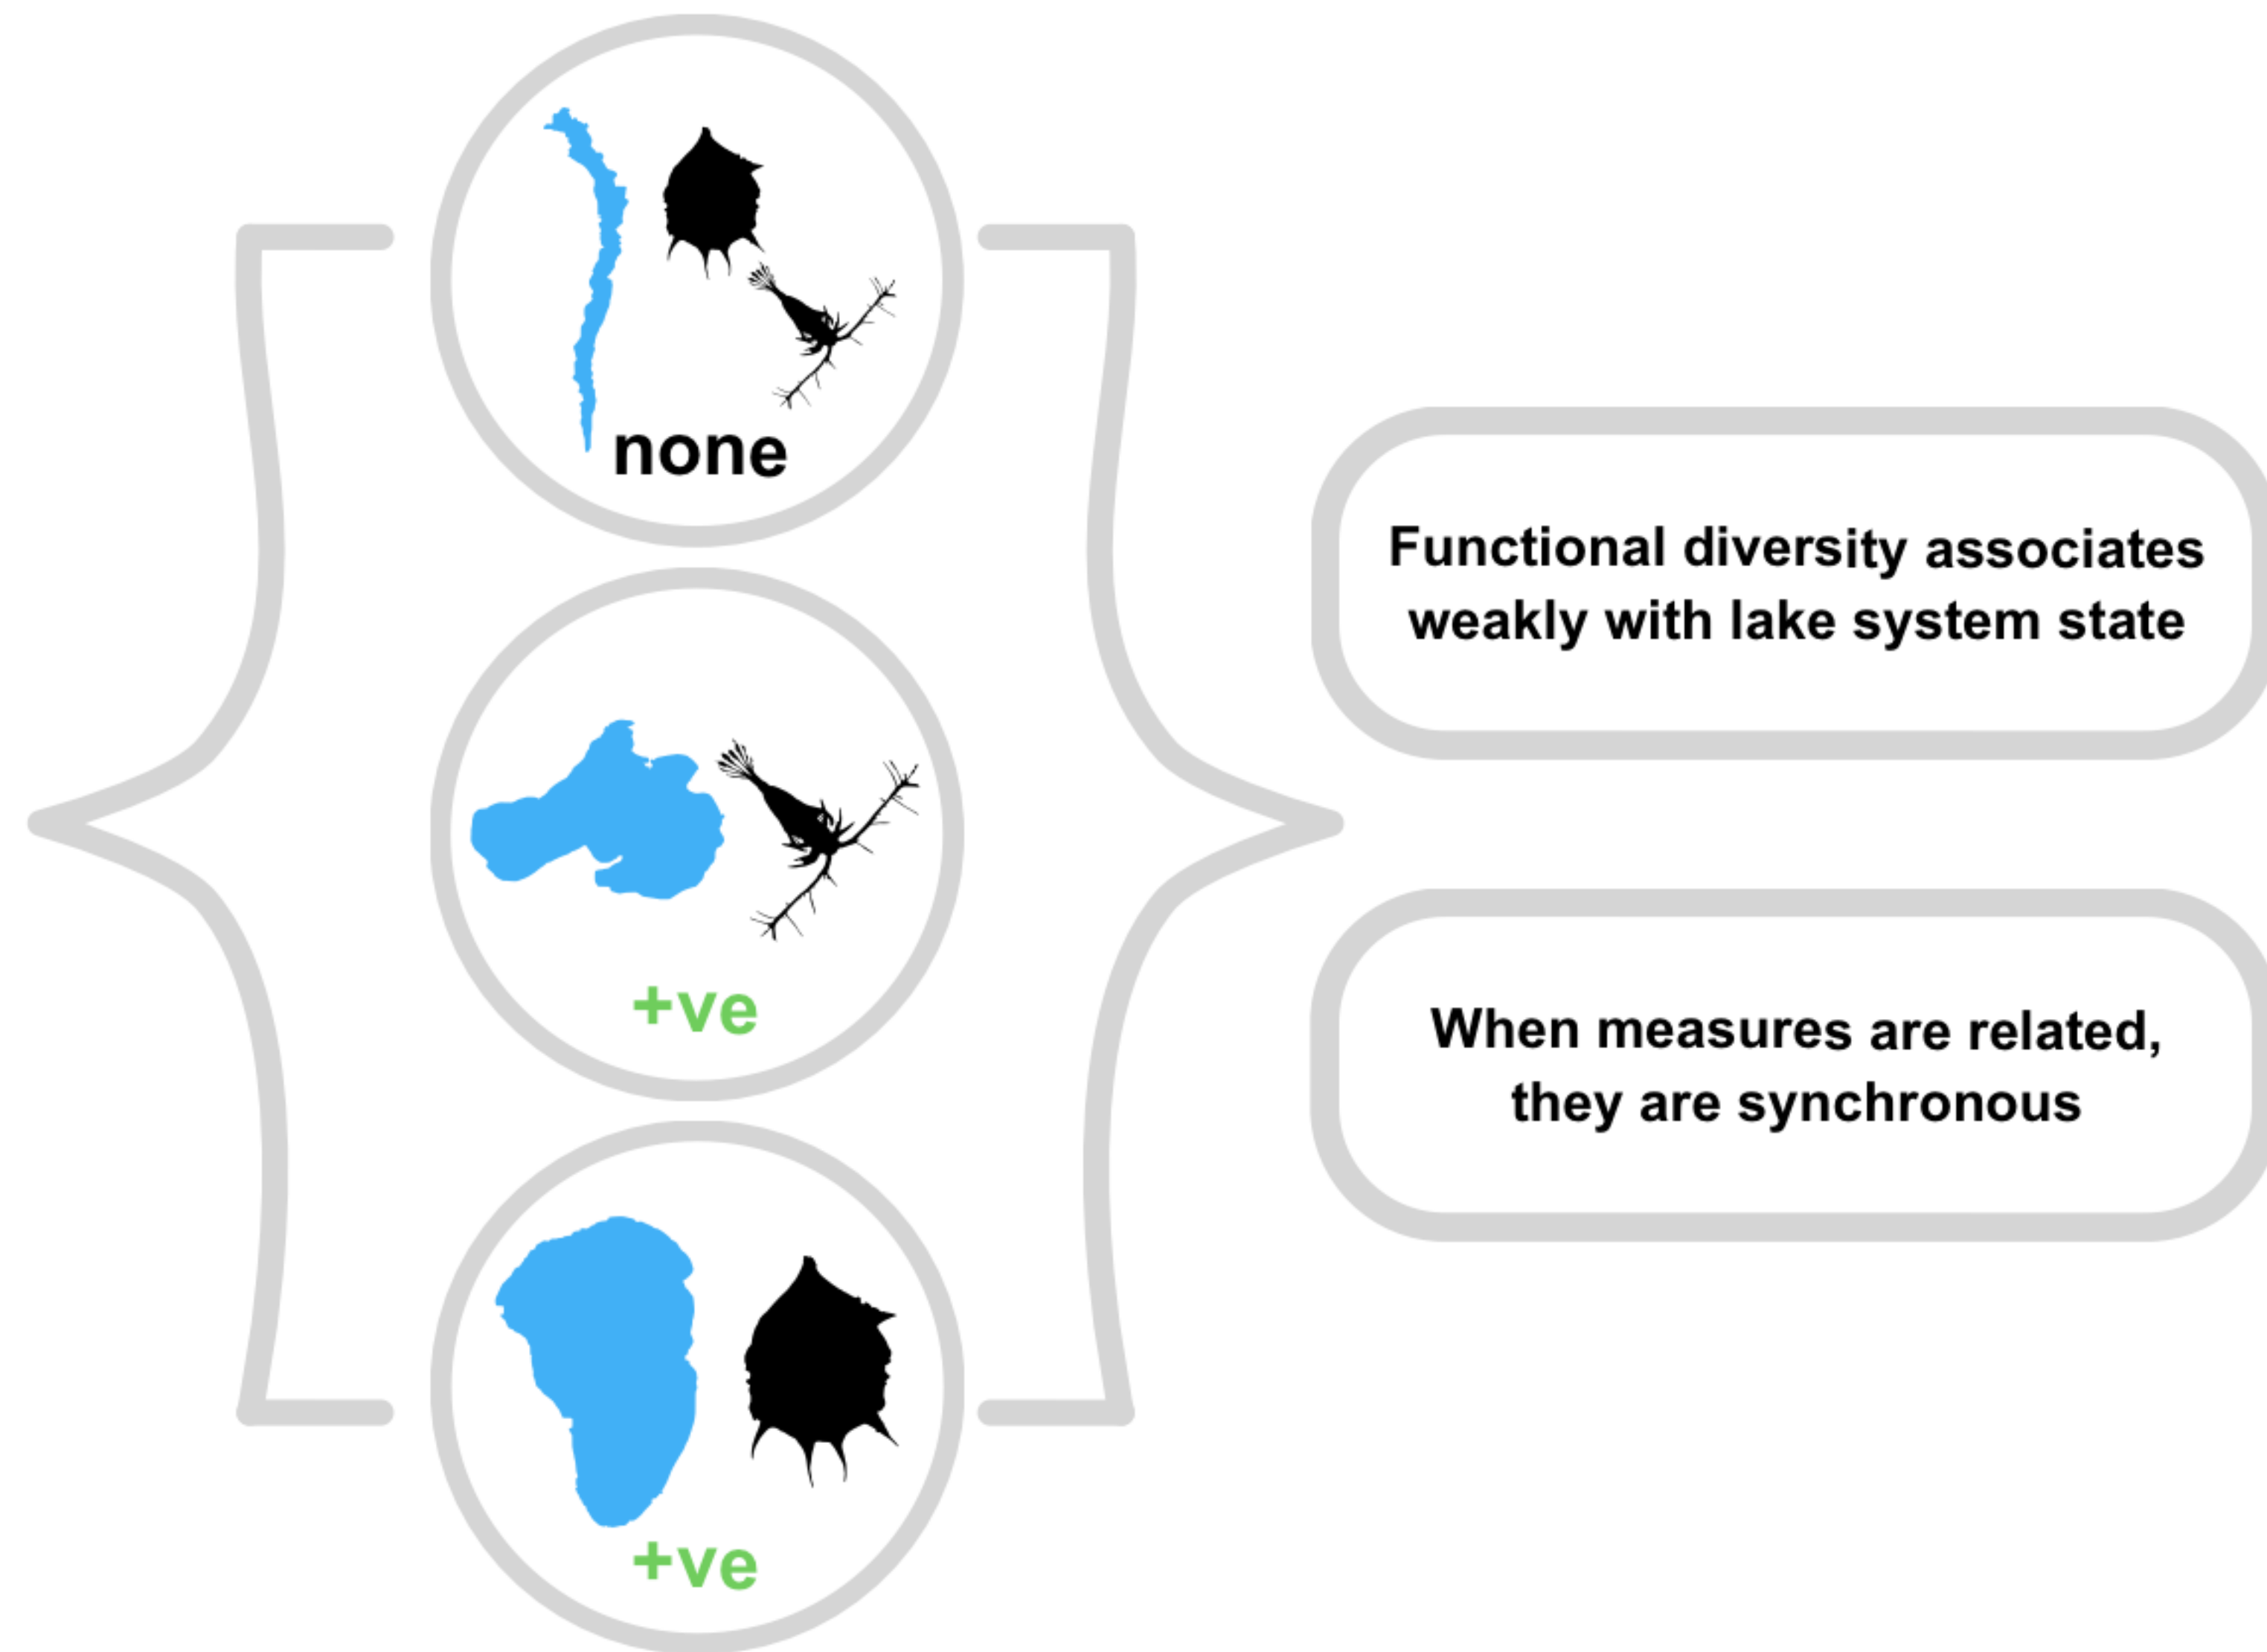 none
+ve
+ve
Functional diversity associates
weakly with lake system state
When measures are related,
they are synchronous